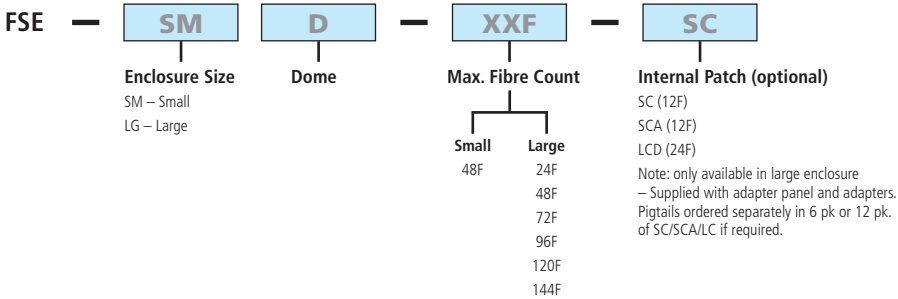 FSE — SM D — XXF — SC
Enclosure Size
SM – Small
LG – Large
Dome
Max. Fibre Count
Small
48F
Large
24F
48F
72F
96F
120F
144F
Internal Patch (optional)
SC (12F)
SCA (12F)
LCD (24F)
Note: only available in large enclosure
– Supplied with adapter panel and adapters.
Pigtails ordered separately in 6 pk or 12 pk.
of SC/SCA/LC if required.